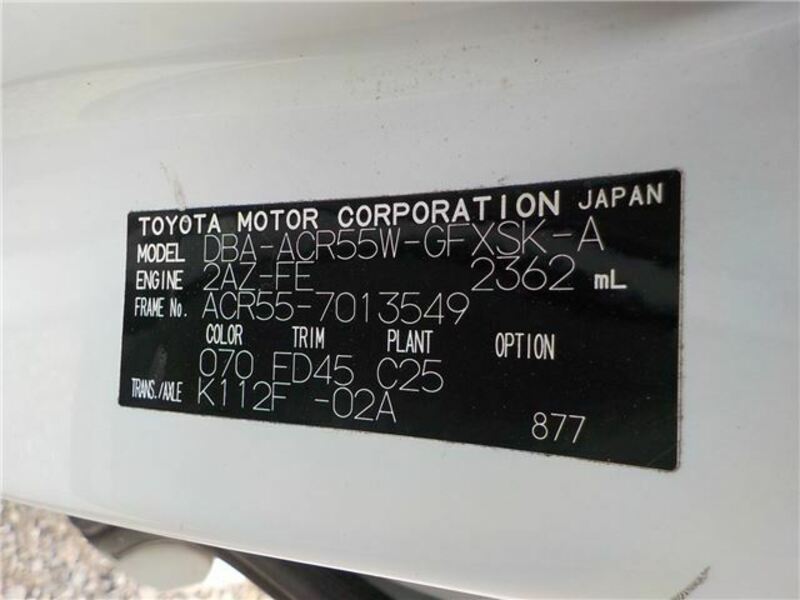 TOYOTA MOTOR CORPORATION JAPAN
MODEL DBA-ACR55W-GFXSK-A
ENGINE 2AZ-FE 2362 mL
FRAME No. ACR55-7013549
COLOR TRIM PLANT OPTION
070 FD45 C25
TRANS./AXLE K112F -02A
877